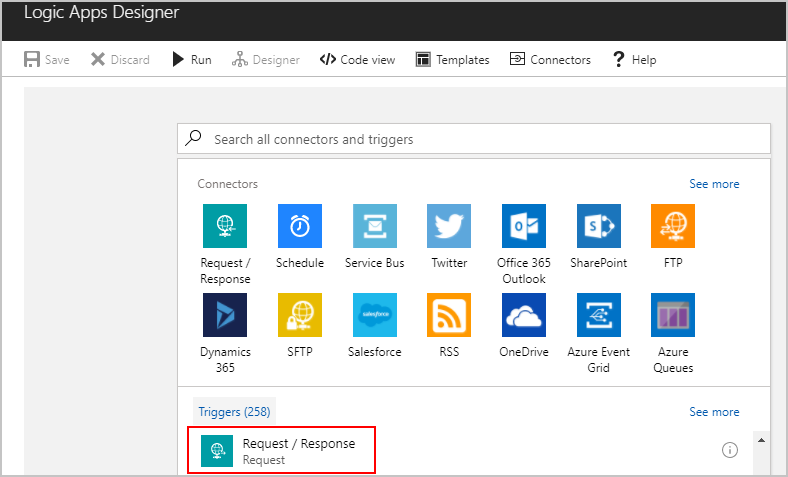 Logic Apps Designer
Save Discard Run Designer Code view Templates Connectors Help
Search all connectors and triggers
Connectors See more
Request / Response
Schedule
Service Bus
Twitter
Office 365 Outlook
SharePoint
FTP
Dynamics 365
SFTP
salesforce
Salesforce
RSS
OneDrive
Azure Event Grid
Azure Queues
Triggers (258) See more
Request / Response
Request